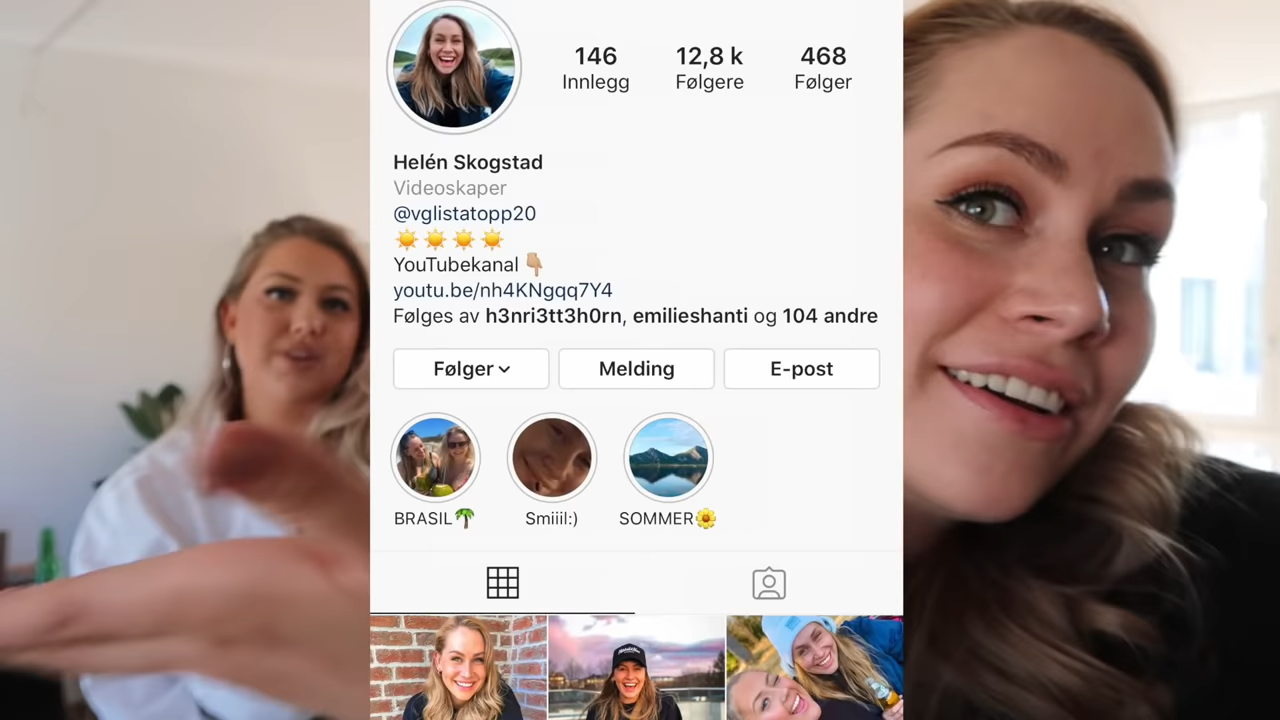 146
12,8 k
468
Innlegg
Følgere
Følger
Helén Skogstad
Videoskaper
@vglistatopp20
☀️☀️☀️☀️
YouTubekanal 👇🏼
youtu.be/nh4KNgqq7Y4
Følges av h3nri3tt3h0rn, emilieshanti og 104 andre
Følger
Melding
E-post
BRASIL🌴
Smiiil:)
SOMMER🌼